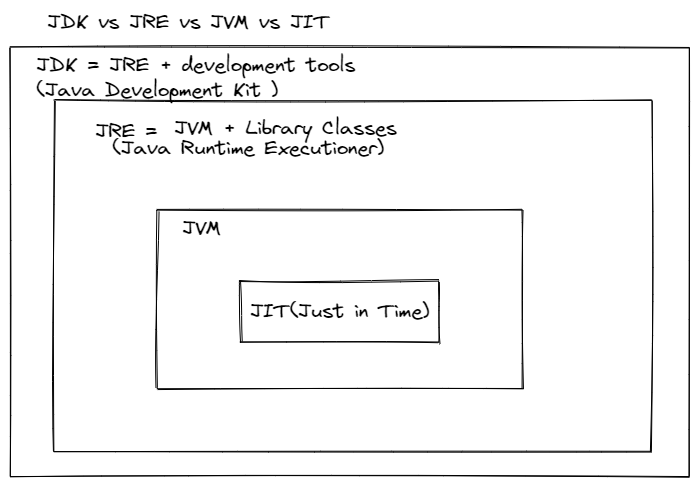 JDK vs JRE vs JVM vs JIT
JDK = JRE + development tools
(Java Development Kit )
JRE = JVM + Library Classes
(Java Runtime Executioner)
JVM
JIT(Just in Time)